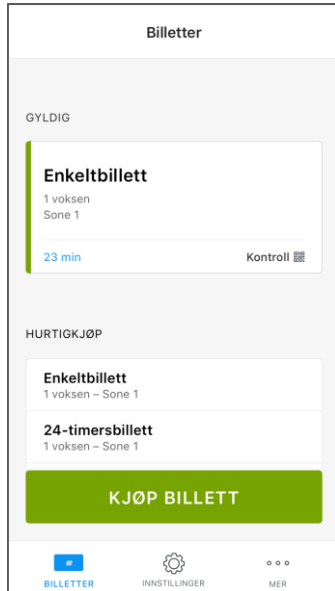 Billetter
GYLDIG
Enkeltbillett
1 voksen
Sone 1
23 min Kontroll
HURTIGKJØP
Enkeltbillett
1 voksen – Sone 1
24-timersbillett
1 voksen – Sone 1
KJØP BILLETT
#
BILLETTER INNSTILLINGER MER